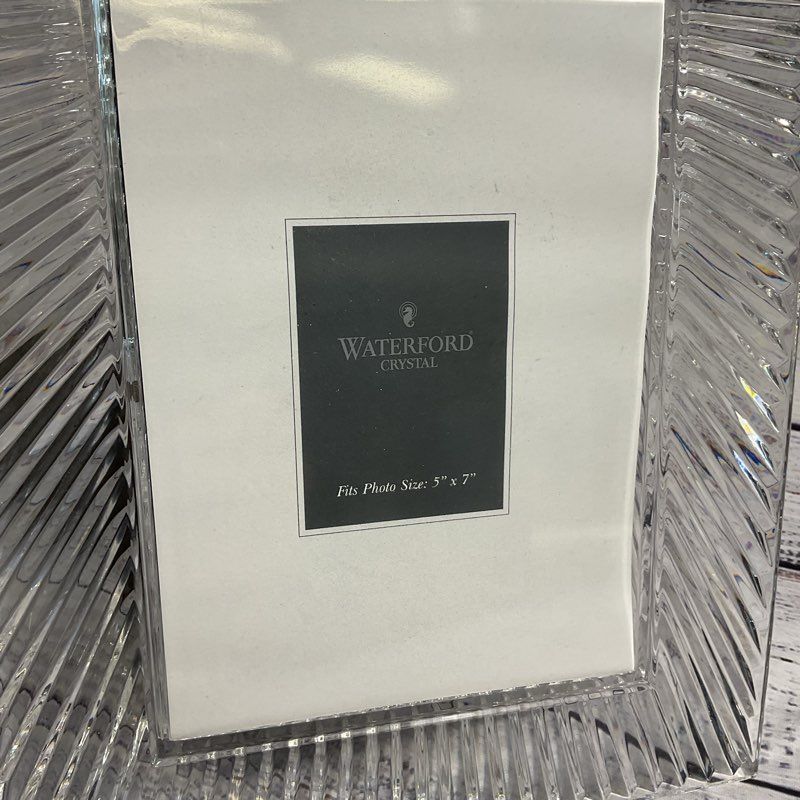 WATERFORD
CRYSTAL
Fits Photo Size: 5" x 7"